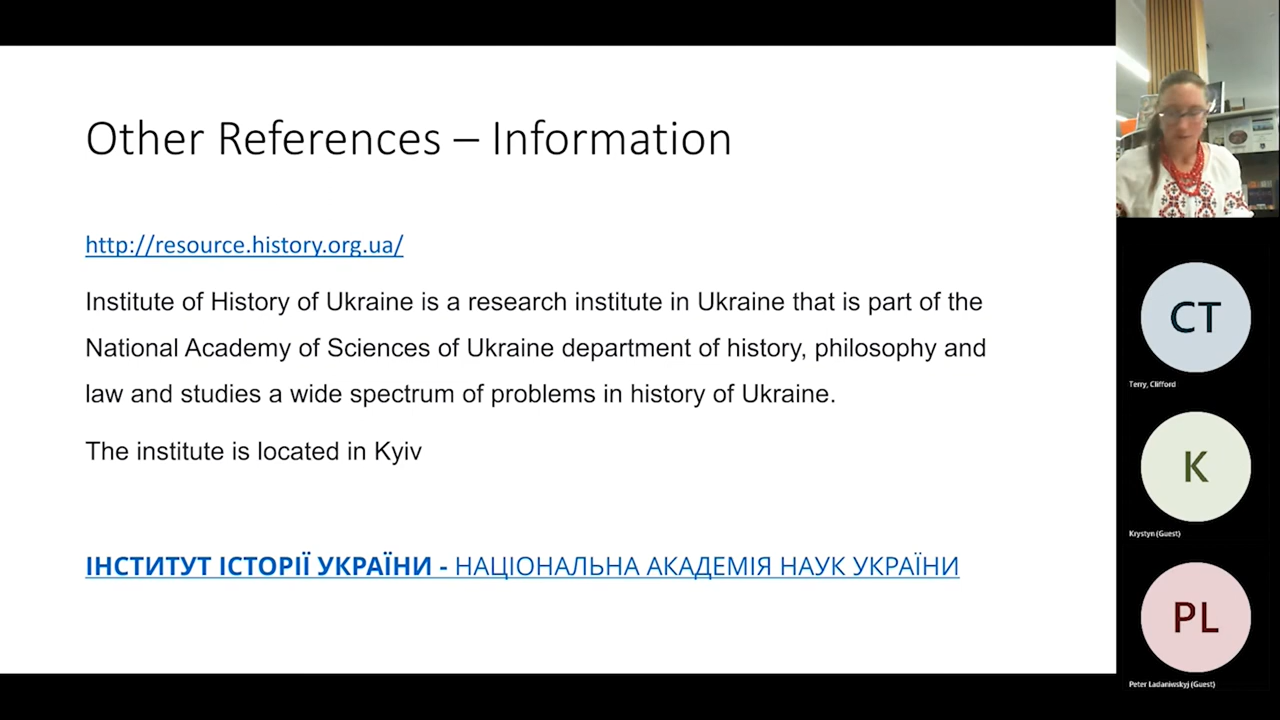 Other References – Information
http://resource.history.org.ua/
Institute of History of Ukraine is a research institute in Ukraine that is part of the
National Academy of Sciences of Ukraine department of history, philosophy and
law and studies a wide spectrum of problems in history of Ukraine.
The institute is located in Kyiv
ІНСТИТУТ ІСТОРІЇ УКРАЇНИ - НАЦІОНАЛЬНА АКАДЕМІЯ НАУК УКРАЇНИ
CT
Terry, Clifford
K
Krystyn (Guest)
PL
Peter Ladaniwskyj (Guest)